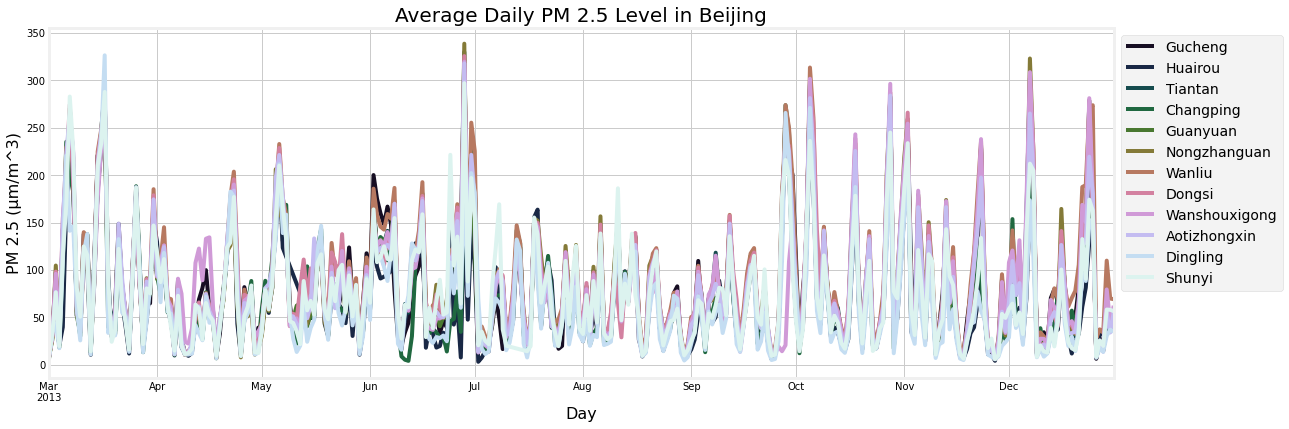 Average Daily PM 2.5 Level in Beijing
PM 2.5 (µm/m^3)
350
300
250
200
150
100
50
0
Mar
2013
Apr
May
Jun
Jul
Aug
Sep
Oct
Nov
Dec
Day
Gucheng
Huairou
Tiantan
Changping
Guanyuan
Nongzhanguan
Wanliu
Dongsi
Wanshouxigong
Aotizhongxin
Dingling
Shunyi